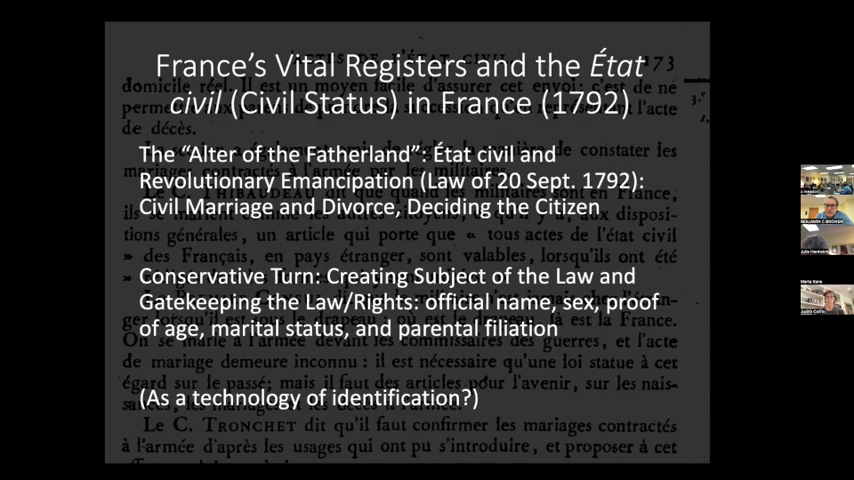 France's Vital Registers and the État
civil (Civil Status) in France (1792)
The “Alter of the Fatherland”: État civil and
Revolutionary Emancipation (Law of 20 Sept. 1792):
Civil Marriage and Divorce, Deciding the Citizen
Conservative Turn: Creating Subject of the Law and
Gatekeeping the Law/Rights: official name, sex, proof
of age, marital status, and parental filiation
(As a technology of identification?)
173
domicile réel. Il est un moyen facile d'assurer cet envoi: c'est de ne
de décès.
tions générales, un article qui porte que « tous actes de l'état civil
» des Français, en pays étranger, sont valables, lorsqu'ils ont été
On se marie à l'armée devant les commissaires des guerres, et l'acte
de mariage demeure inconnu : il est nécessaire qu'une loi statue à cet
égard sur le passé; mais il faut des articles pour l'avenir, sur les nais-
Le C. TRONCHET dit qu'il faut confirmer les mariages contractés
à l'armée d'après les usages qui ont pu s'introduire, et proposer à cet
BENJAMIN C BROWER
Maria Kana
Judith Coffin